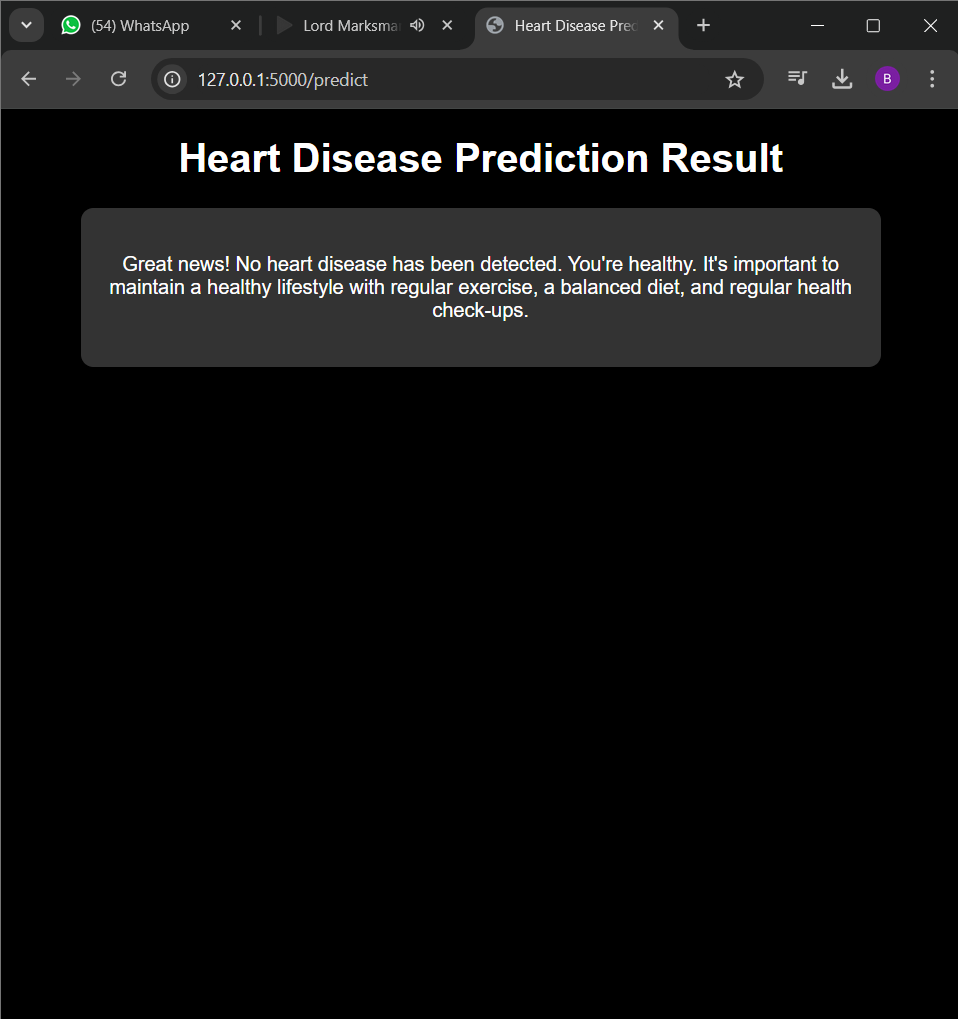 (54) WhatsApp
Lord Marksma
Heart Disease Pred
127.0.0.1:5000/predict
B
Heart Disease Prediction Result
Great news! No heart disease has been detected. You're healthy. It's important to
maintain a healthy lifestyle with regular exercise, a balanced diet, and regular health
check-ups.